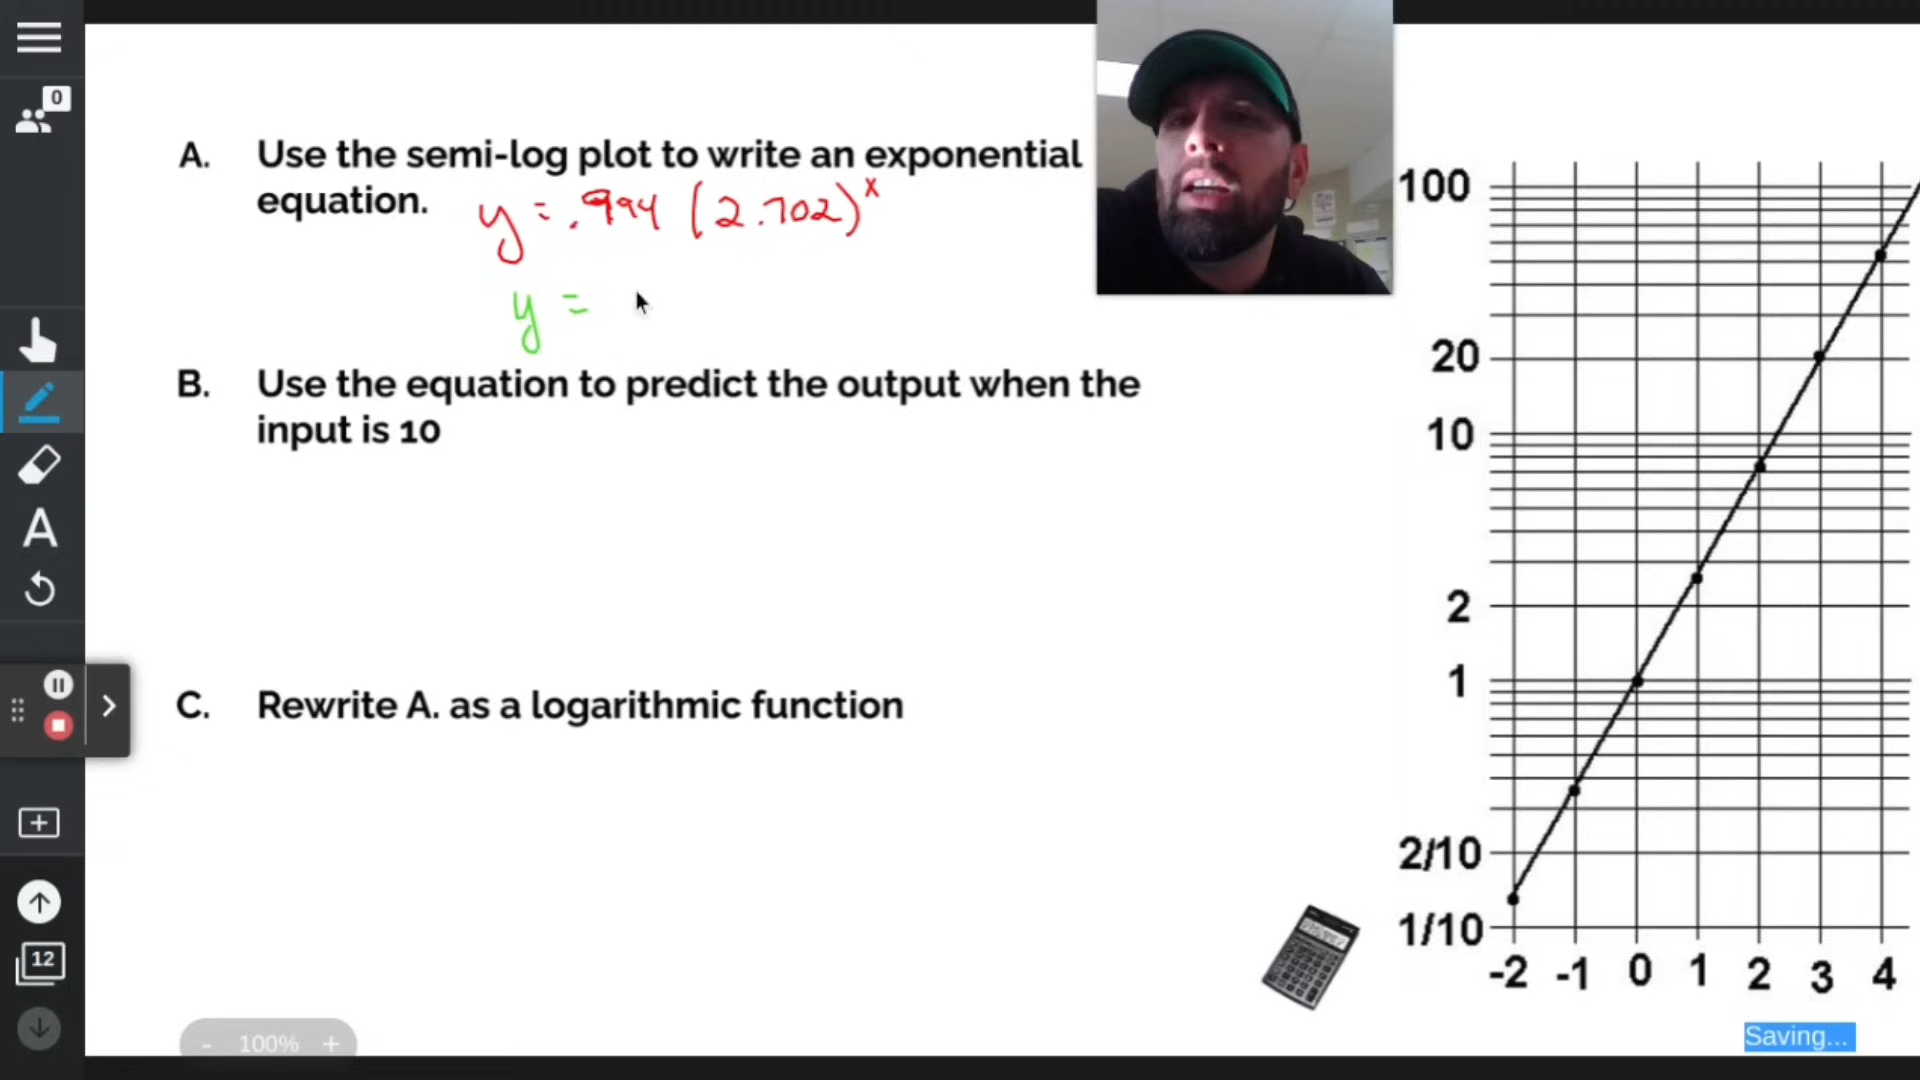 0
A. Use the semi-log plot to write an exponential
equation. y = .994 (2.702)^x
y =
B. Use the equation to predict the output when the
input is 10
C. Rewrite A. as a logarithmic function
100
20
10
2
1
2/10
1/10
-2 -1 0 1 2 3 4
A
12
- 100% +
Saving...